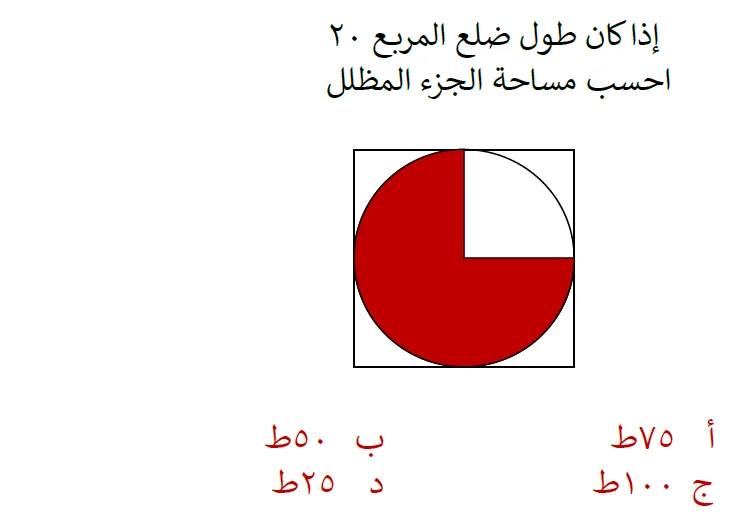 إذا كان طول ضلع المربع ٢٠
احسب مساحة الجزء المظلل
أ ٧٥ط ب ٥٠ط
ج ١٠٠ط د ٢٥ط